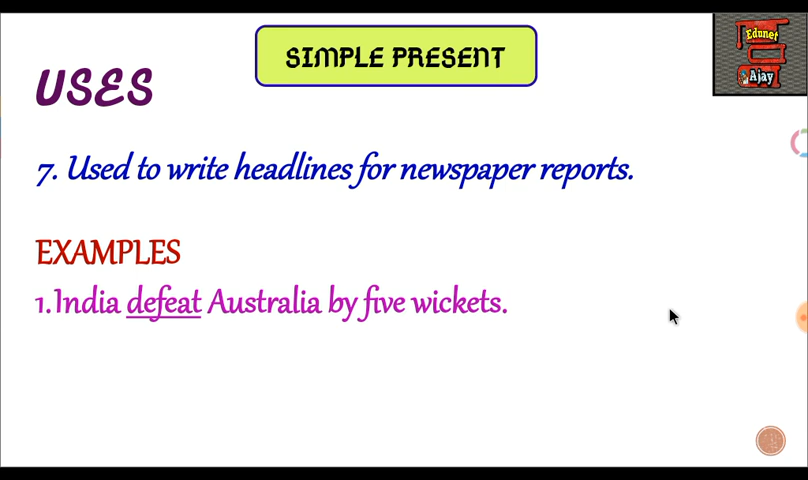 SIMPLE PRESENT
Edunet
Ajay
USES
7. Used to write headlines for newspaper reports.
EXAMPLES
1.India defeat Australia by five wickets.